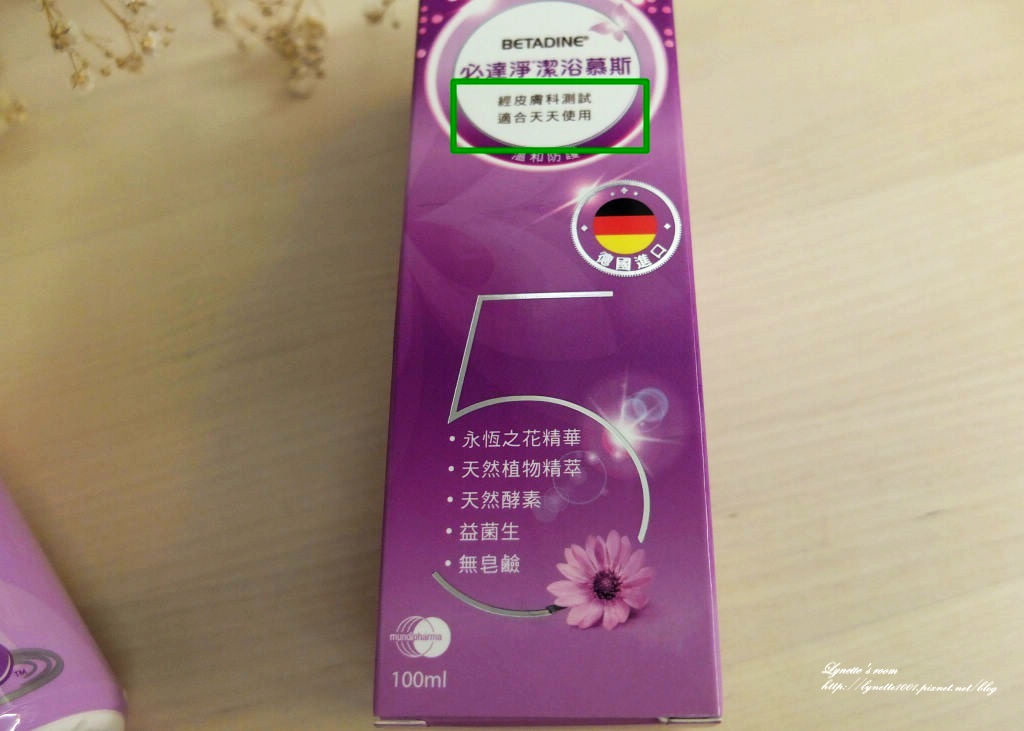 BETADINE®
必達淨®潔浴慕斯
經皮膚科測試
適合天天使用
溫和防護
德國進口
5
• 永恆之花精華
• 天然植物精萃
• 天然酵素
• 益菌生
• 無皂鹼
mundipharma
100ml
TM
Lynette's room
http://lynette1001.pixnet.net/blog